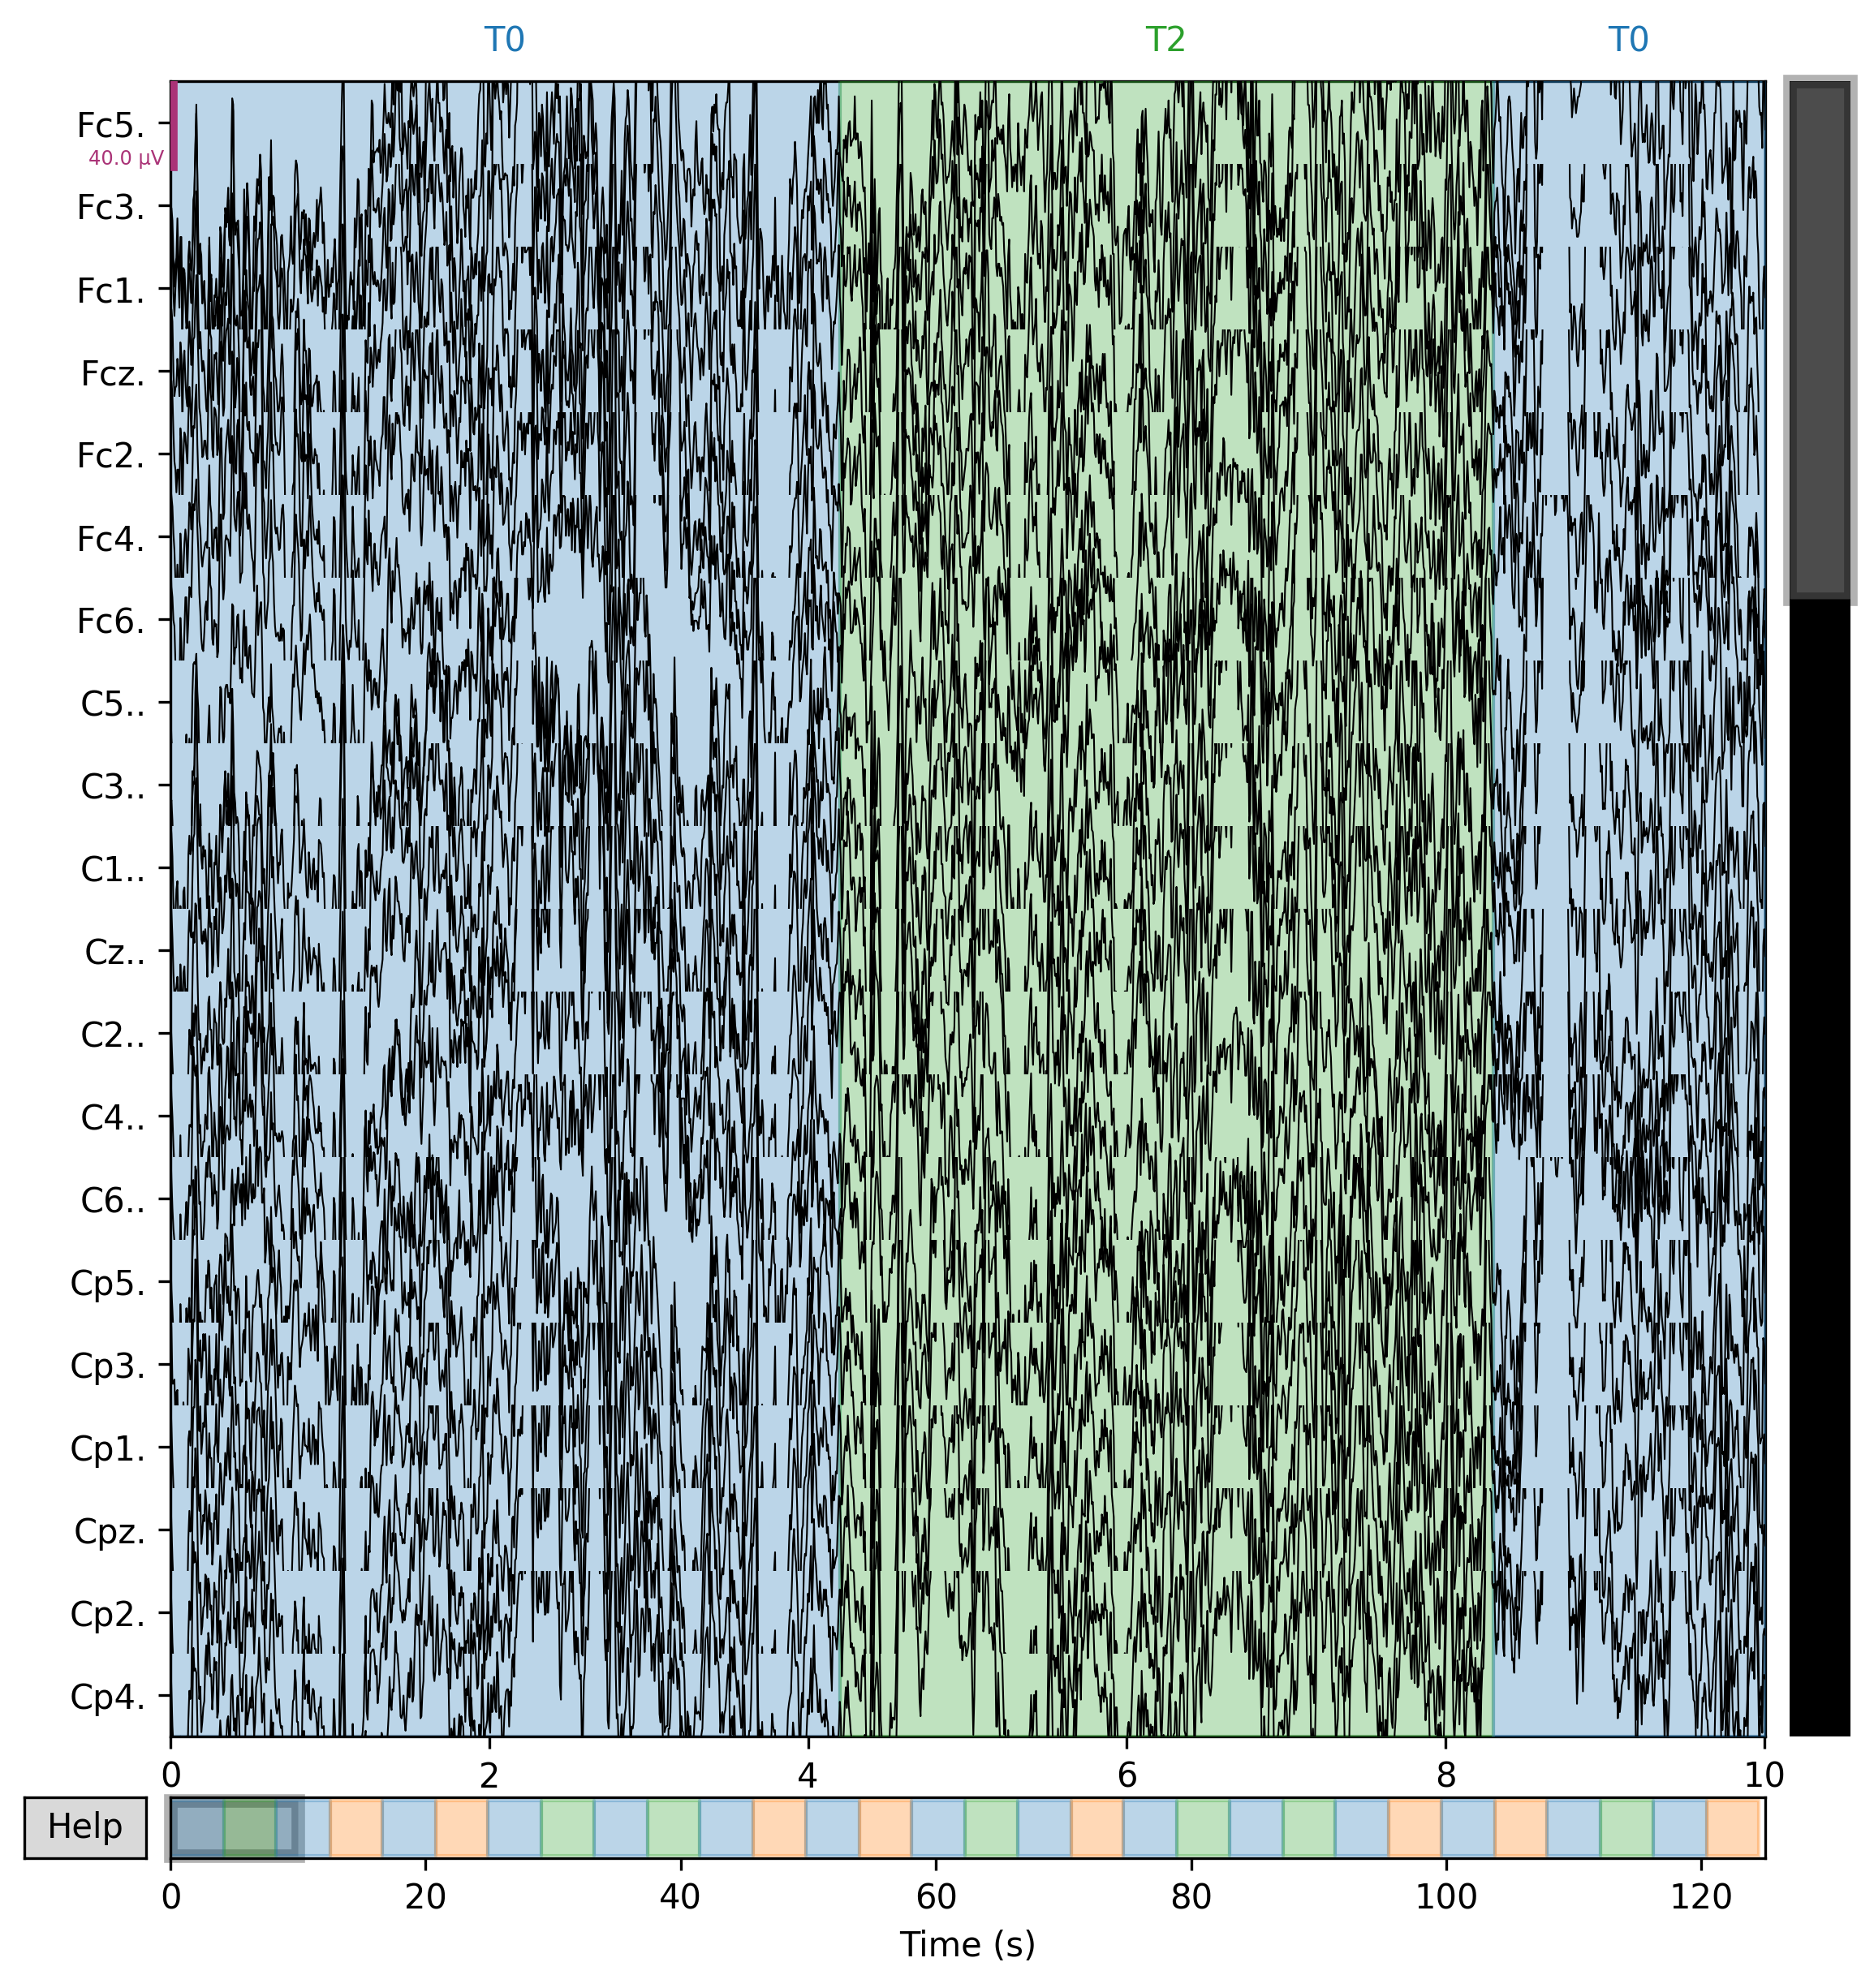 T0 T2 T0
Fc5.
40.0 µV
Fc3.
Fc1.
Fcz.
Fc2.
Fc4.
Fc6.
C5..
C3..
C1..
Cz..
C2..
C4..
C6..
Cp5.
Cp3.
Cp1.
Cpz.
Cp2.
Cp4.
0 2 4 6 8 10
Help
0 20 40 60 80 100 120
Time (s)